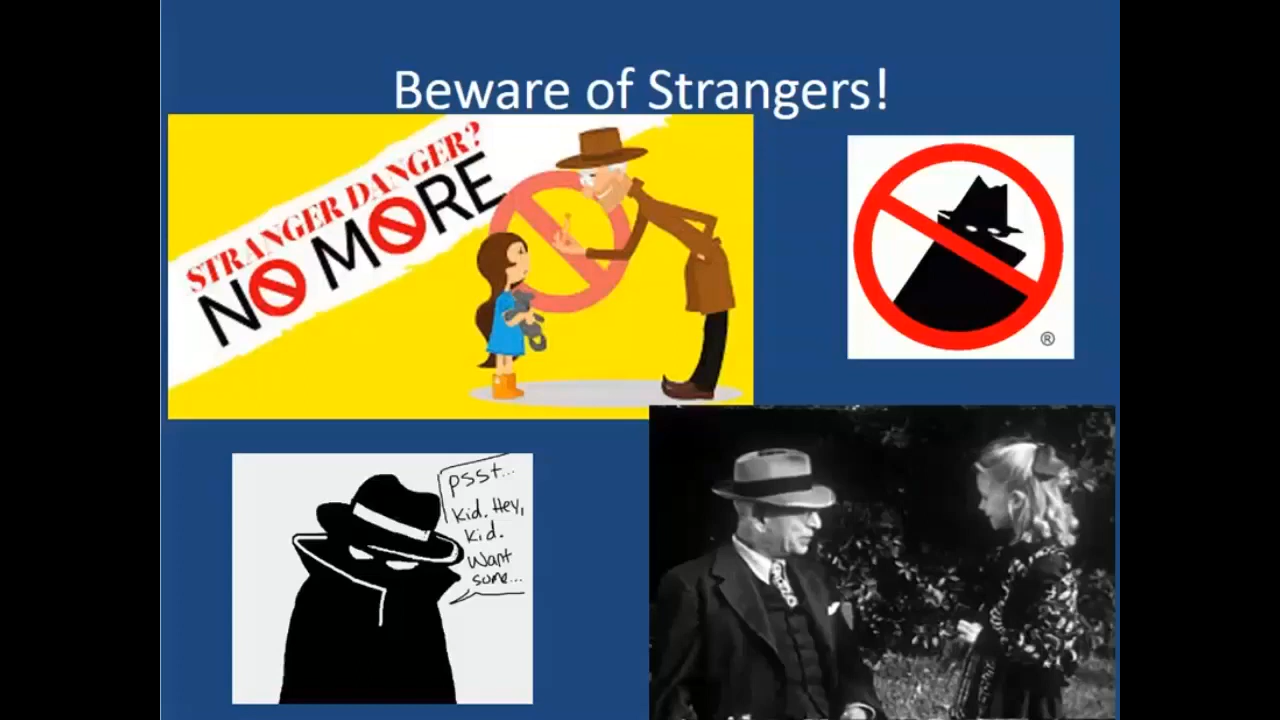 Beware of Strangers!
STRANGER DANGER?
NO MORE
®
psst...
Kid. Hey,
Kid.
Want
some...